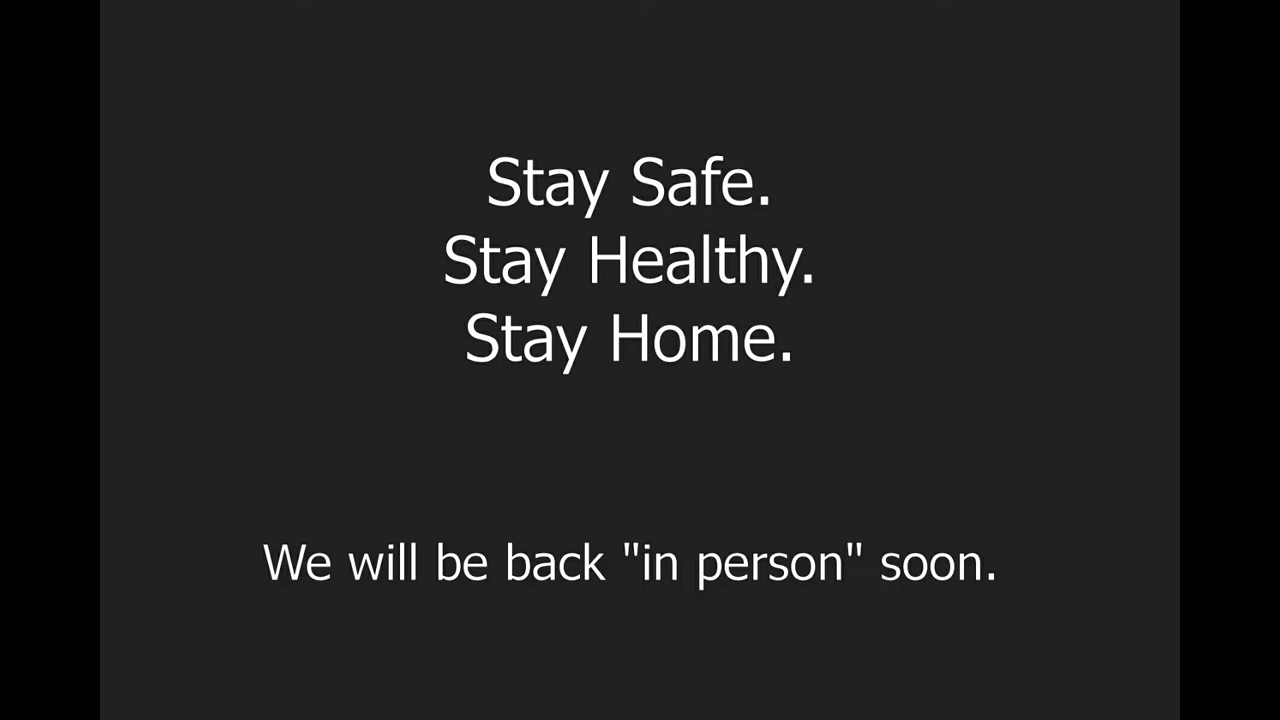 Stay Safe.
Stay Healthy.
Stay Home.
We will be back "in person" soon.